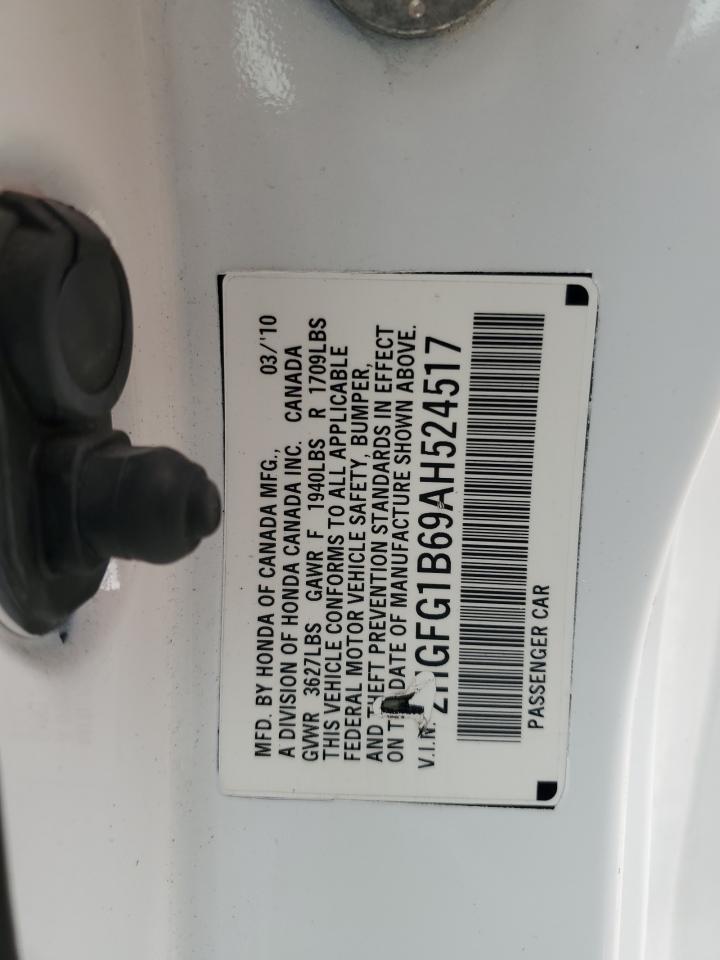 MFD. BY HONDA OF CANADA MFG., 03/'10
A DIVISION OF HONDA CANADA INC. CANADA
GVWR 3627LBS GAWR F 1940LBS R 1709LBS
THIS VEHICLE CONFORMS TO ALL APPLICABLE
FEDERAL MOTOR VEHICLE SAFETY, BUMPER,
AND THEFT PREVENTION STANDARDS IN EFFECT
ON THE DATE OF MANUFACTURE SHOWN ABOVE.
V.I.N. 2HGFG1B69AH524517
PASSENGER CAR